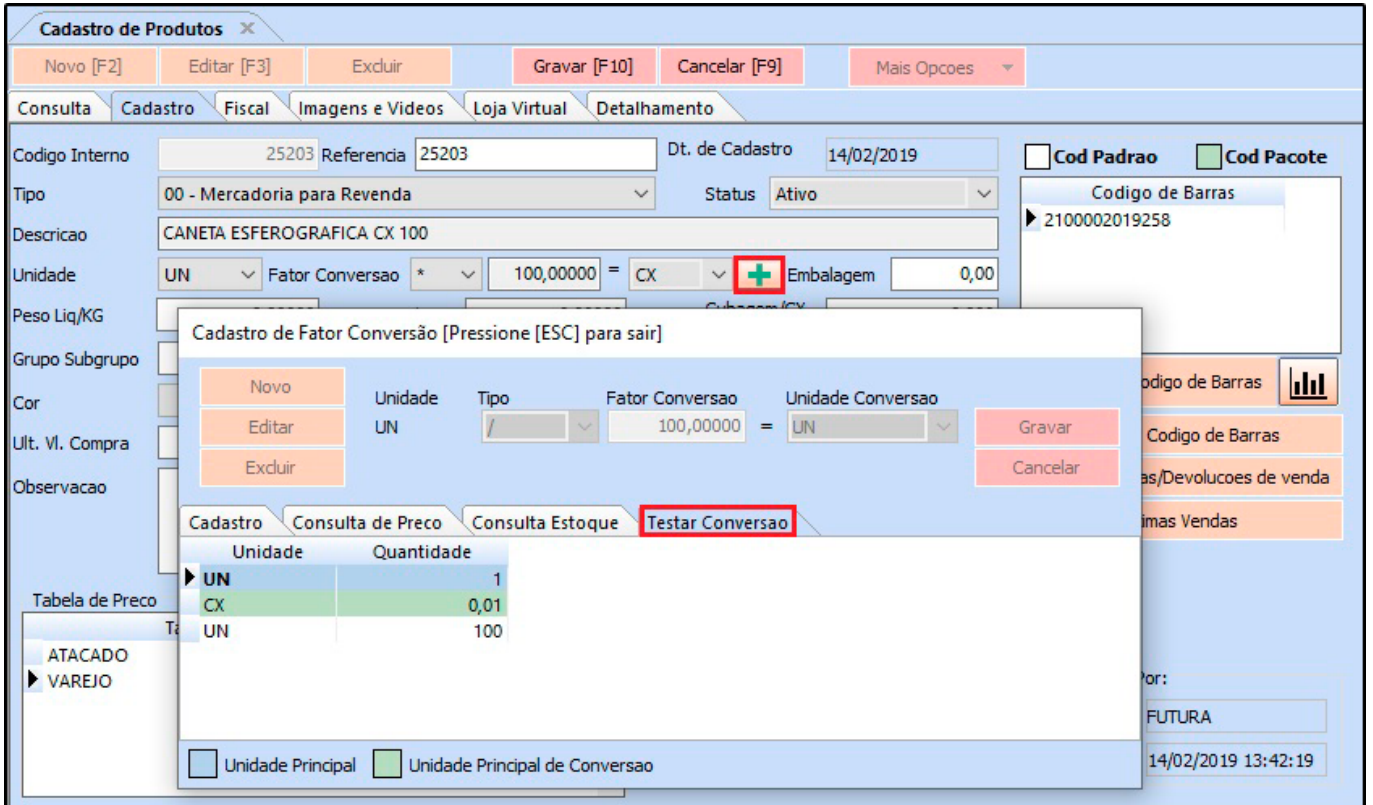 Cadastro de Produtos
Novo [F2] Editar [F3] Excluir Gravar [F10] Cancelar [F9] Mais Opcoes
Consulta Cadastro Fiscal Imagens e Videos Loja Virtual Detalhamento
Codigo Interno 25203 Referencia 25203 Dt. de Cadastro 14/02/2019 Cod Padrao Cod Pacote
Tipo 00 - Mercadoria para Revenda Status Ativo Codigo de Barras
2100002019258
Descricao CANETA ESFEROGRAFICA CX 100
Unidade UN Fator Conversao * 100,00000 = CX Embalagem 0,00
Peso Liq/KG
Cadastro de Fator Conversão [Pressione [ESC] para sair]
Grupo Subgrupo
Novo odigo de Barras
Unidade Tipo Fator Conversao Unidade Conversao
Cor
Editar UN / 100,00000 = UN Gravar
Ult. Vl. Compra Codigo de Barras
Excluir Cancelar
Observacao as/Devolucoes de venda
Cadastro Consulta de Preco Consulta Estoque Testar Conversao imas Vendas
Unidade Quantidade
UN 1
Tabela de Preco CX 0,01
Ta UN 100
ATACADO
VAREJO Por:
FUTURA
Unidade Principal Unidade Principal de Conversao 14/02/2019 13:42:19